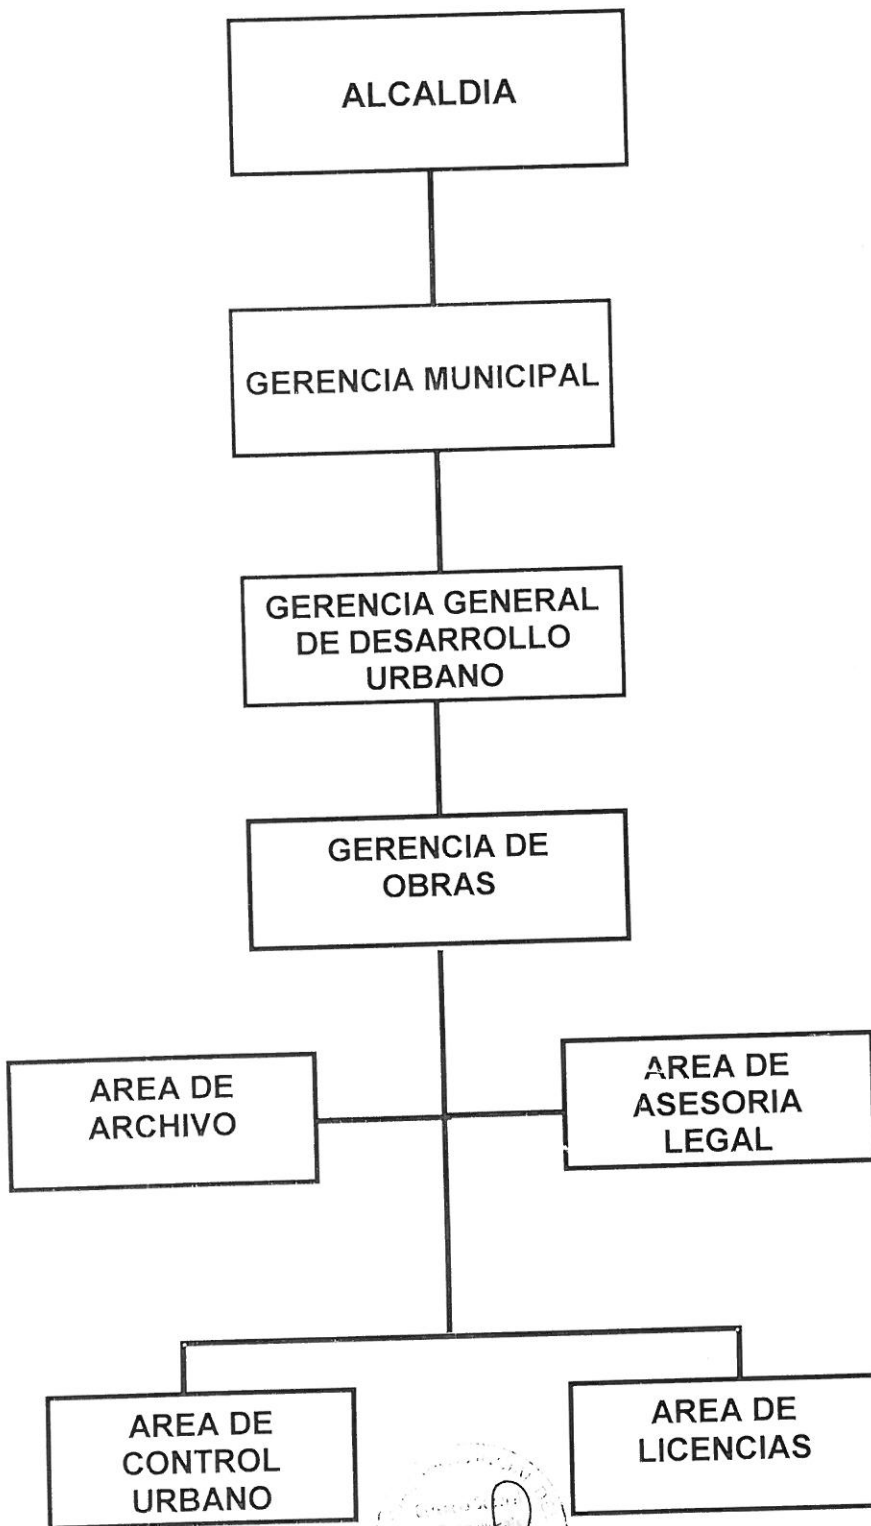 ALCALDIA
GERENCIA MUNICIPAL
GERENCIA GENERAL
DE DESARROLLO
URBANO
GERENCIA DE
OBRAS
AREA DE
ARCHIVO
AREA DE
ASESORIA
LEGAL
AREA DE
CONTROL
URBANO
AREA DE
LICENCIAS